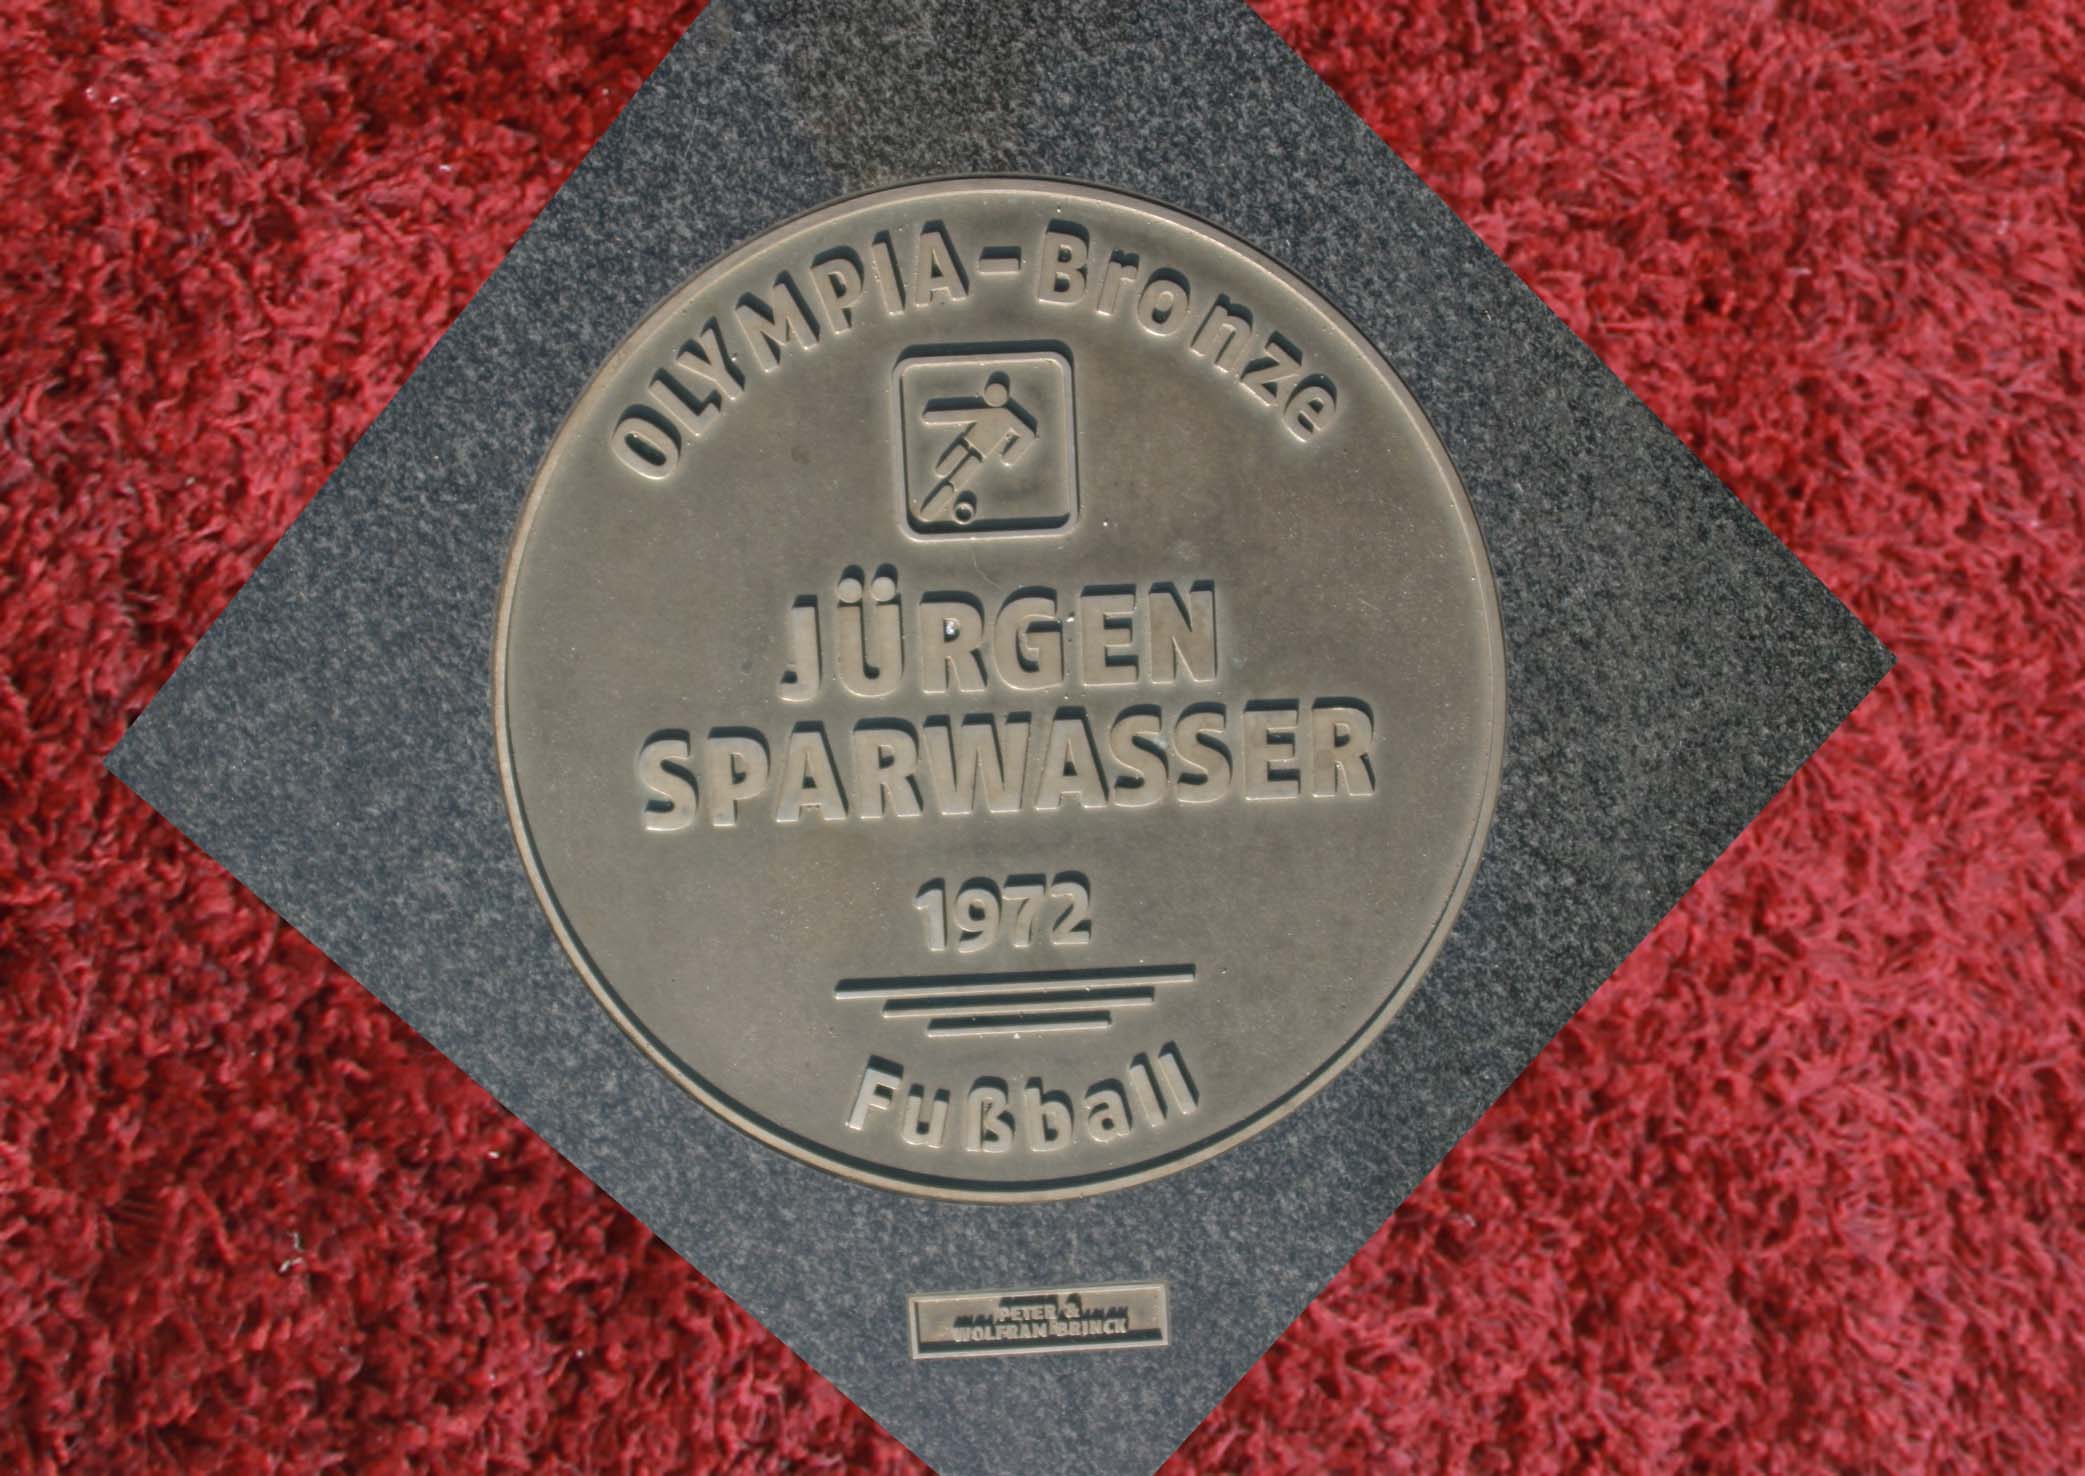 OLYMPIA-Bronze
JÜRGEN
SPARWASSER
1972
Fußball
PETER &
WOLFRAM BRINCK